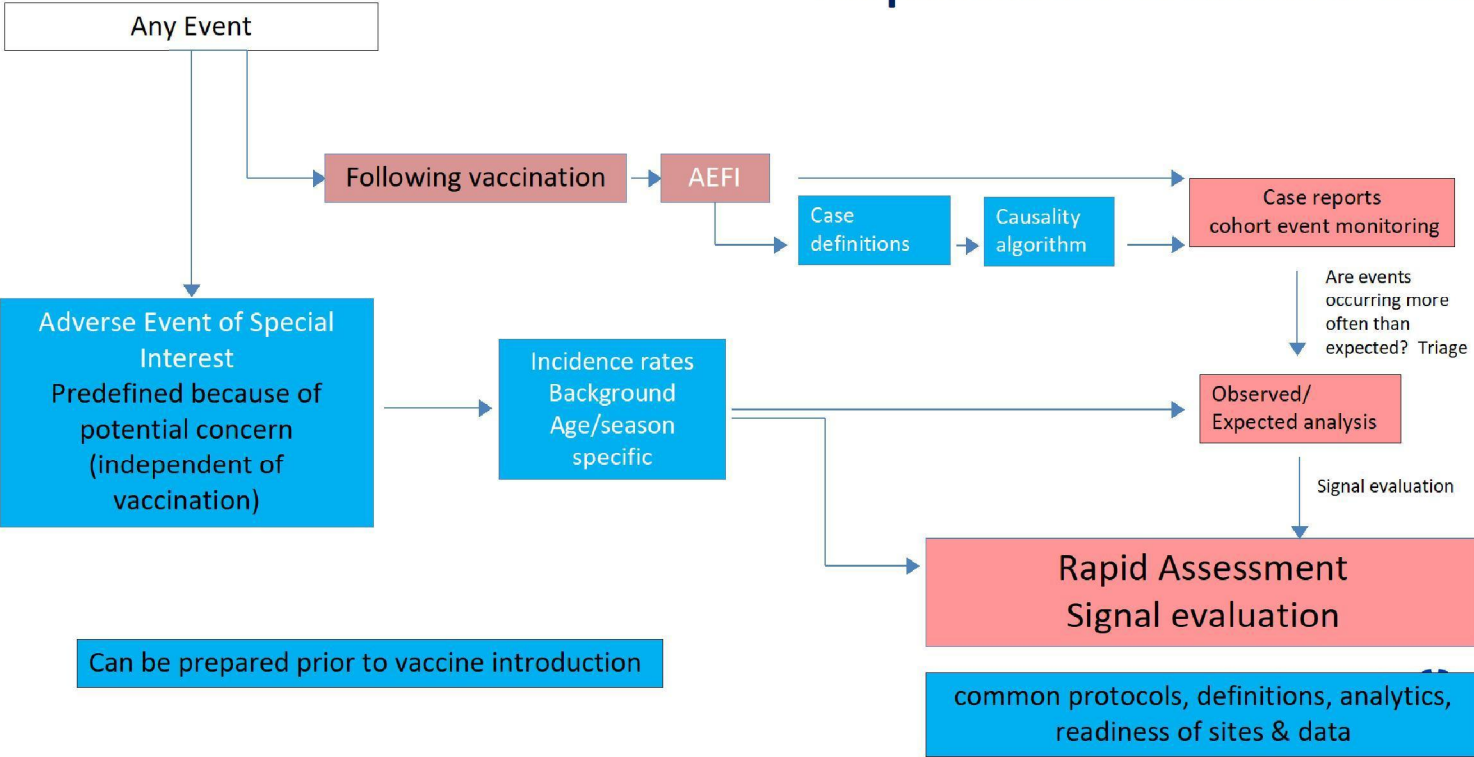 Any Event
Following vaccination
AEFI
Case
definitions
Causality
algorithm
Case reports
cohort event monitoring
Are events
occurring more
often than
expected? Triage
Adverse Event of Special
Interest
Predefined because of
potential concern
(independent of
vaccination)
Incidence rates
Background
Age/season
specific
Observed/
Expected analysis
Signal evaluation
Rapid Assessment
Signal evaluation
Can be prepared prior to vaccine introduction
common protocols, definitions, analytics,
readiness of sites & data